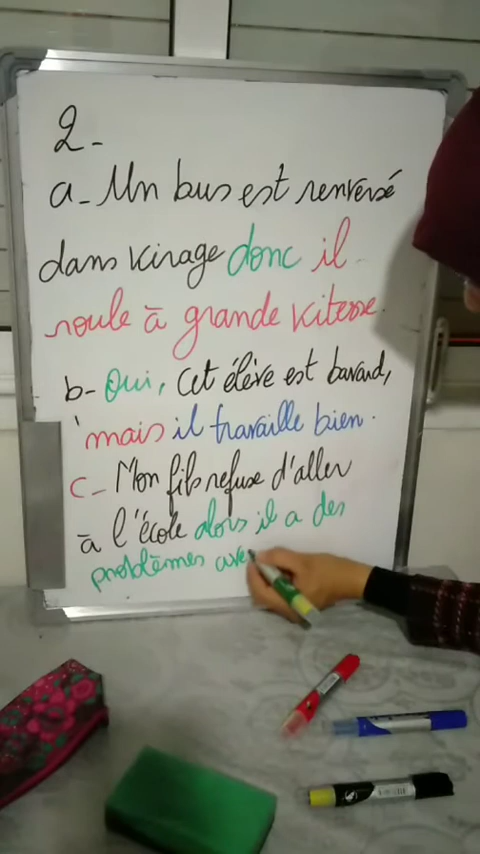 2-
a- Un bus est renversé
dans virage donc il
roule à grande vitesse.
b- Oui, cet élève est bavard,
mais il travaille bien.
c- Mon fils refuse d'aller
à l'école alors il a des
problèmes ave